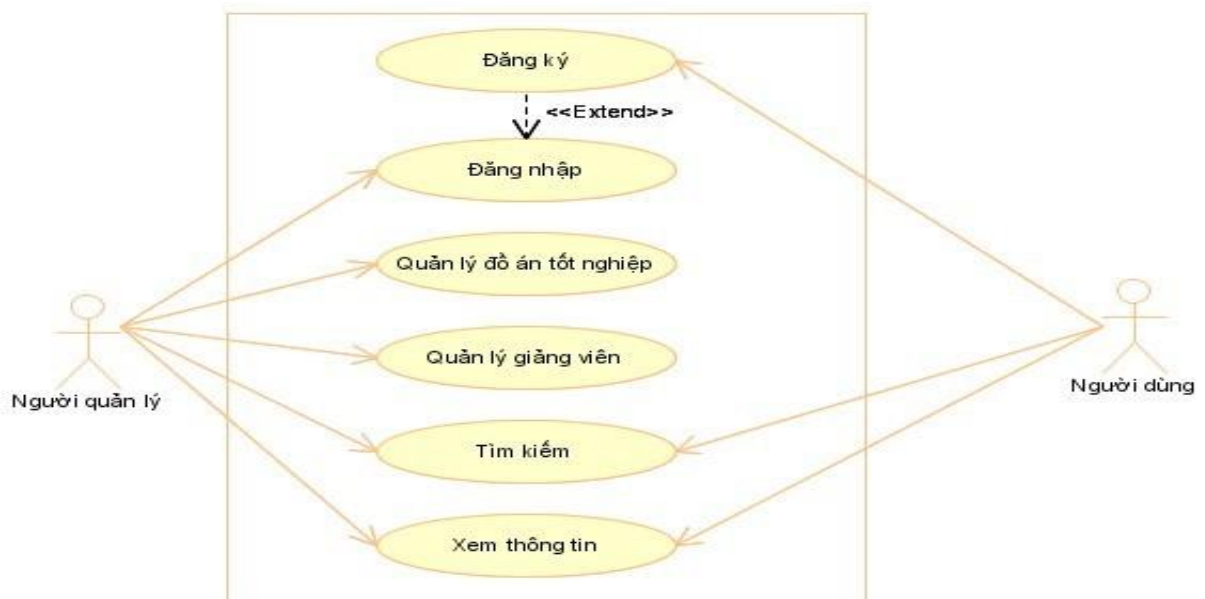 Đăng ký
<<Extend>>
Đăng nhập
Quản lý đồ án tốt nghiệp
Quản lý giảng viên
Người quản lý
Người dùng
Tìm kiếm
Xem thông tin